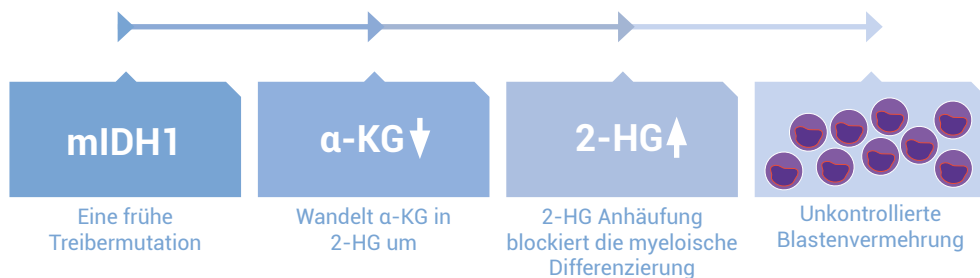 mIDH1
α-KG ↓
2-HG ↑
Eine frühe
Treibermutation
Wandelt α-KG in
2-HG um
2-HG Anhäufung
blockiert die myeloische
Differenzierung
Unkontrollierte
Blastenvermehrung